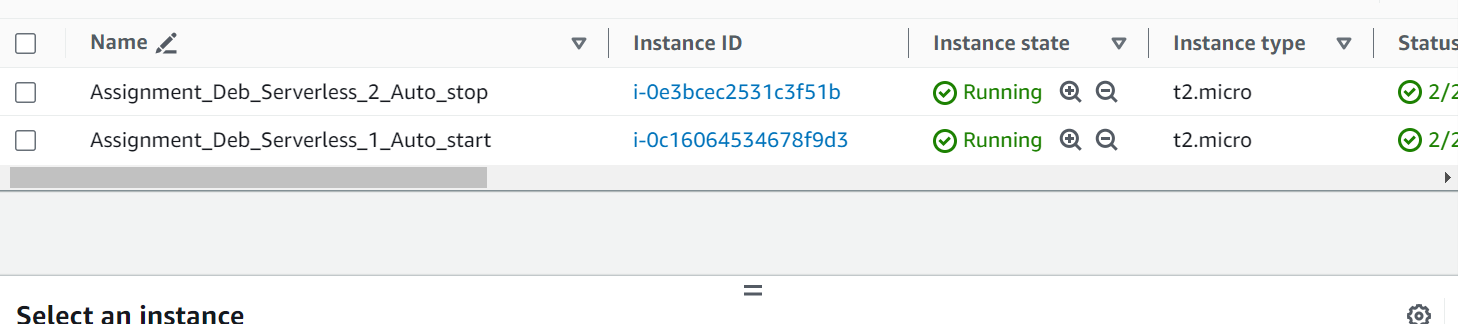 Name Instance ID Instance state Instance type Status
Assignment_Deb_Serverless_2_Auto_stop i-0e3bcec2531c3f51b Running t2.micro 2/2
Assignment_Deb_Serverless_1_Auto_start i-0c16064534678f9d3 Running t2.micro 2/2
Select an instance